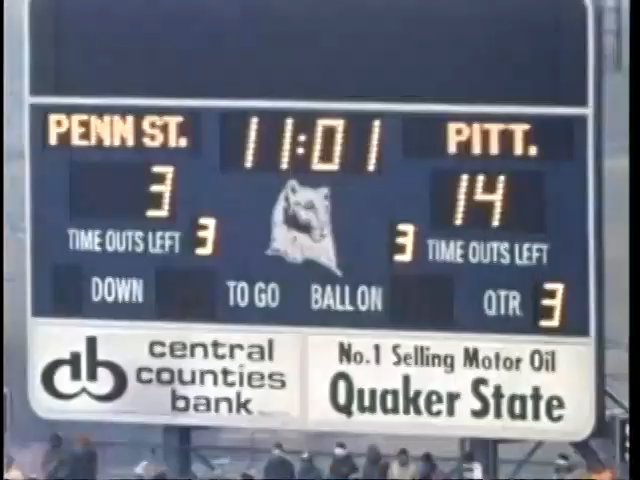 PENN ST. 11:01 PITT.
3 14
TIME OUTS LEFT 3 3 TIME OUTS LEFT
DOWN TO GO BALL ON QTR 3
central
counties
bank
No.1 Selling Motor Oil
Quaker State